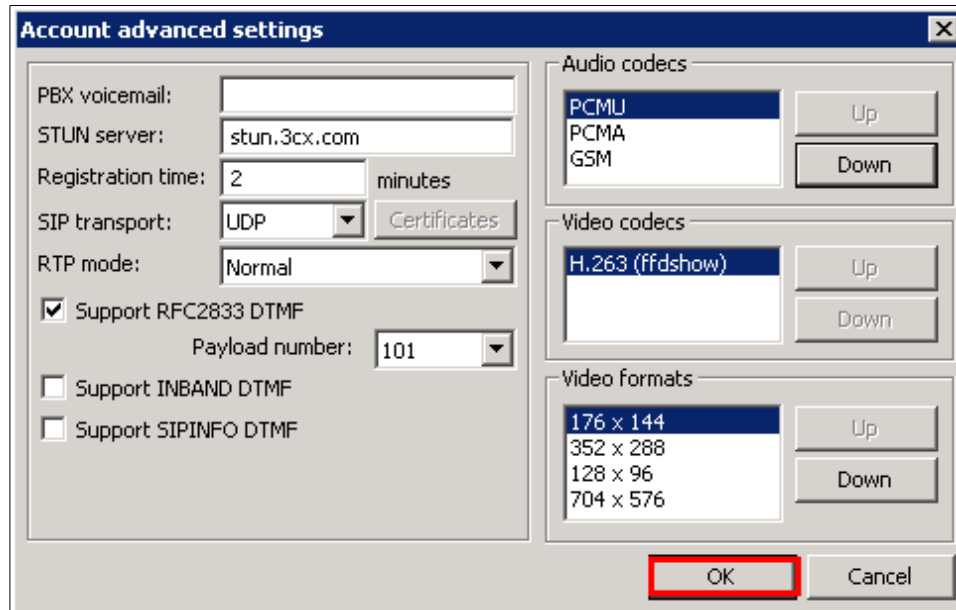 Account advanced settings
PBX voicemail:
STUN server: stun.3cx.com
Registration time: 2 minutes
SIP transport: UDP Certificates
RTP mode: Normal
Support RFC2833 DTMF
Payload number: 101
Support INBAND DTMF
Support SIPINFO DTMF
Audio codecs
PCMU
PCMA
GSM
Up
Down
Video codecs
H.263 (ffdshow)
Up
Down
Video formats
176 x 144
352 x 288
128 x 96
704 x 576
Up
Down
OK Cancel